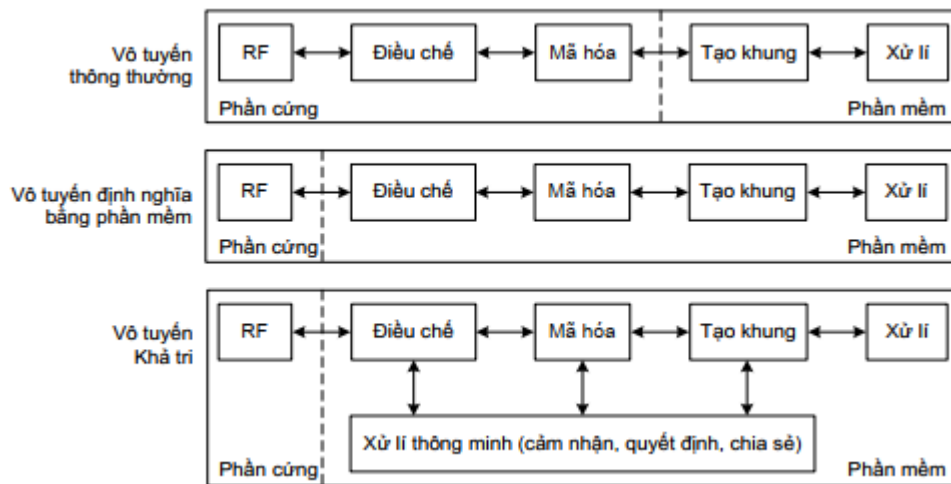 Vô tuyến
thông thường
RF
Điều chế
Mã hóa
Tạo khung
Xử lí
Phần cứng
Phần mềm
Vô tuyến định nghĩa
bằng phần mềm
RF
Điều chế
Mã hóa
Tạo khung
Xử lí
Phần cứng
Phần mềm
Vô tuyến
Khả tri
RF
Điều chế
Mã hóa
Tạo khung
Xử lí
Xử lí thông minh (cảm nhận, quyết định, chia sẻ)
Phần cứng
Phần mềm